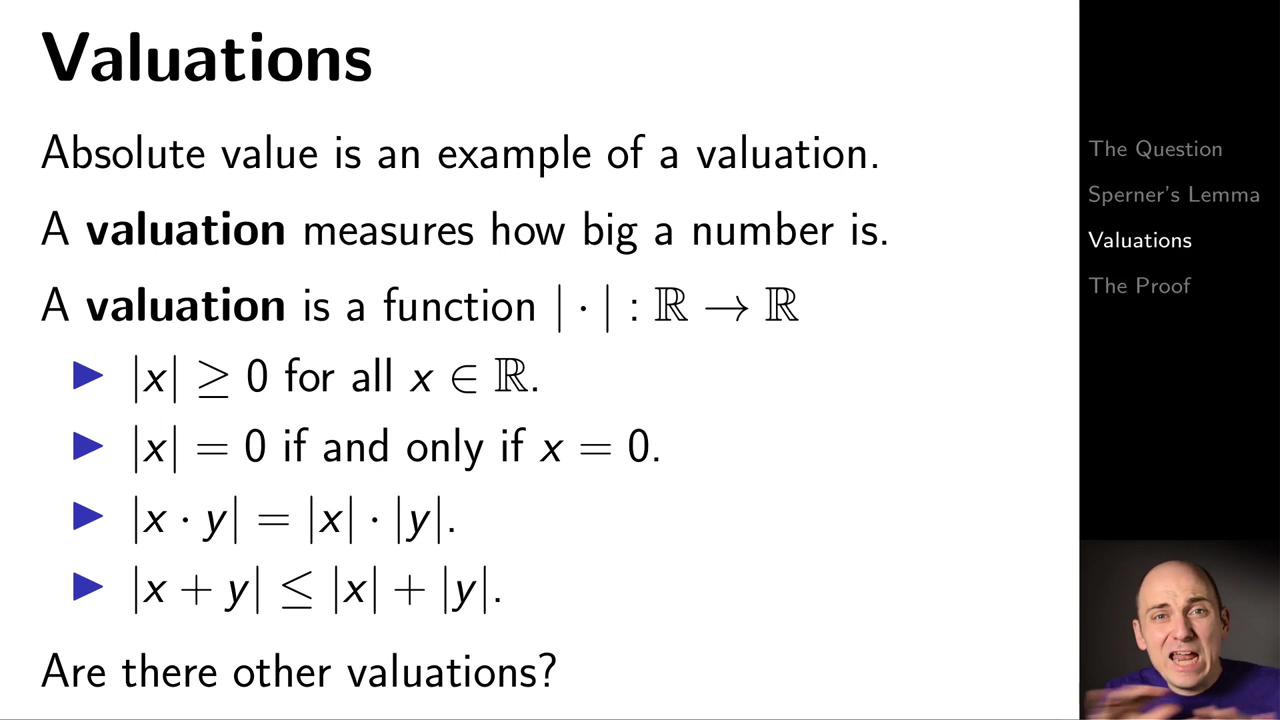 Valuations
Absolute value is an example of a valuation.
A valuation measures how big a number is.
A valuation is a function | · | : ℝ → ℝ
▶ |x| ≥ 0 for all x ∈ ℝ.
▶ |x| = 0 if and only if x = 0.
▶ |x · y| = |x| · |y|.
▶ |x + y| ≤ |x| + |y|.
Are there other valuations?
The Question
Sperner's Lemma
Valuations
The Proof